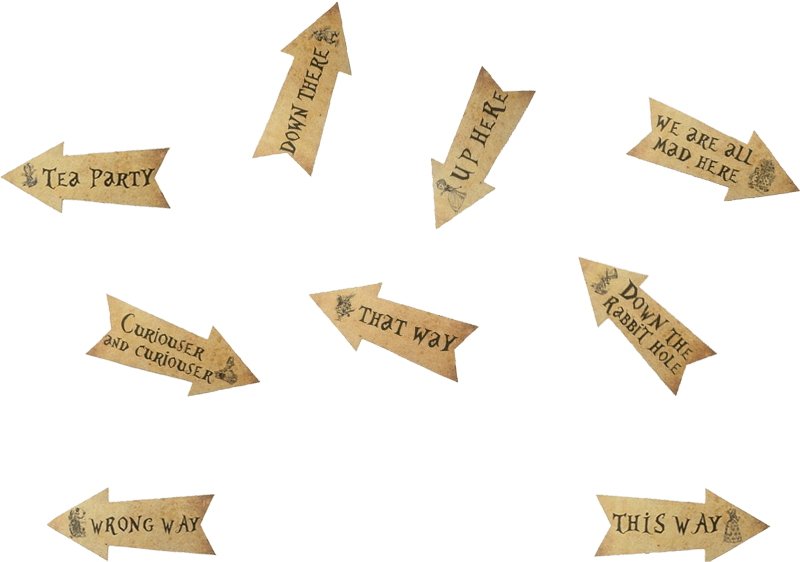 DOWN THERE
UP HERE
WE ARE ALL
MAD HERE
TEA PARTY
CURIOUSER
AND CURIOUSER
THAT WAY
DOWN THE
RABBIT HOLE
WRONG WAY
THIS WAY